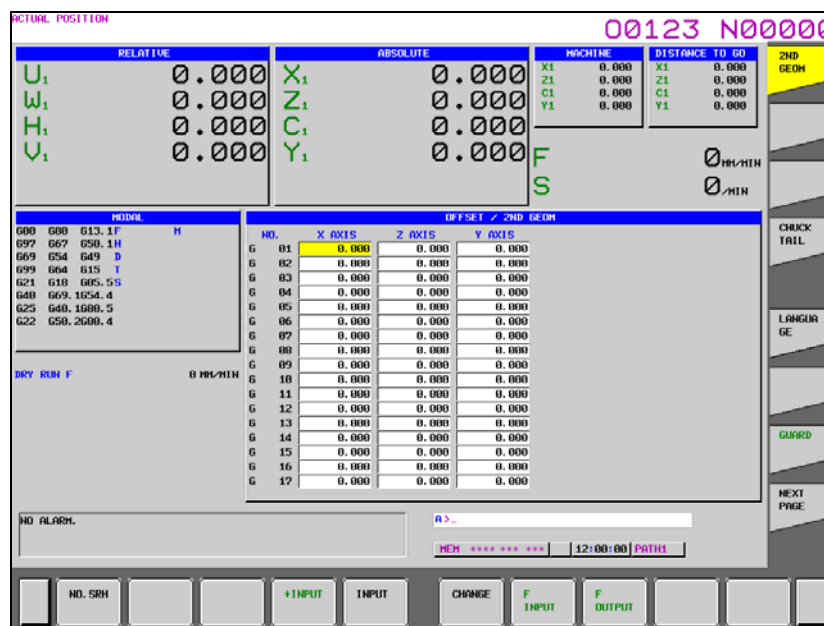 ACTUAL POSITION
O0123 N0000
RELATIVE
U1 0.000
W1 0.000
H1 0.000
V1 0.000
ABSOLUTE
X1 0.000
Z1 0.000
C1 0.000
Y1 0.000
MACHINE
X1 0.000
Z1 0.000
C1 0.000
Y1 0.000
DISTANCE TO GO
X1 0.000
Z1 0.000
C1 0.000
Y1 0.000
F 0MM/MIN
S 0/MIN
MODAL
G00 G80 G13.1F M
G97 G67 G50.1H
G69 G54 G49 D
G99 G64 G15 T
G21 G18 G05.5S
G40 G69.1G54.4
G25 G40.1G80.5
G22 G50.2G00.4
DRY RUN F 0 MM/MIN
OFFSET / 2ND GEOM
NO. X AXIS Z AXIS Y AXIS
G 01 0.000 0.000 0.000
G 02 0.000 0.000 0.000
G 03 0.000 0.000 0.000
G 04 0.000 0.000 0.000
G 05 0.000 0.000 0.000
G 06 0.000 0.000 0.000
G 07 0.000 0.000 0.000
G 08 0.000 0.000 0.000
G 09 0.000 0.000 0.000
G 10 0.000 0.000 0.000
G 11 0.000 0.000 0.000
G 12 0.000 0.000 0.000
G 13 0.000 0.000 0.000
G 14 0.000 0.000 0.000
G 15 0.000 0.000 0.000
G 16 0.000 0.000 0.000
G 17 0.000 0.000 0.000
2ND
GEOM
CHUCK
TAIL
LANGUA
GE
GUARD
NEXT
PAGE
NO ALARM.
A>_
MEM **** *** *** 12:00:00 PATH1
NO.SRH
+INPUT
INPUT
CHANGE
F
INPUT
F
OUTPUT